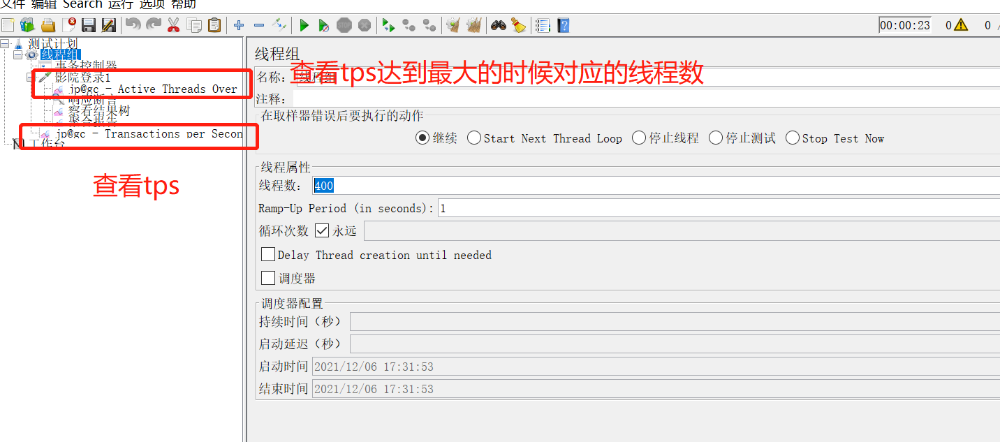 文件 编辑 Search 运行 选项 帮助
00:00:23 0 0 /
测试计划
线程组
事务控制器
影院登录1
jp@gc - Active Threads Over
响应断言
察看结果树
聚合报告
jp@gc - Transactions per Secon
工作台
查看tps
线程组
查看tps达到最大的时候对应的线程数
名称: 线程组
注释:
在取样器错误后要执行的动作
继续 Start Next Thread Loop 停止线程 停止测试 Stop Test Now
线程属性
线程数: 400
Ramp-Up Period (in seconds): 1
循环次数 永远
Delay Thread creation until needed
调度器
调度器配置
持续时间（秒）
启动延迟（秒）
启动时间 2021/12/06 17:31:53
结束时间 2021/12/06 17:31:53